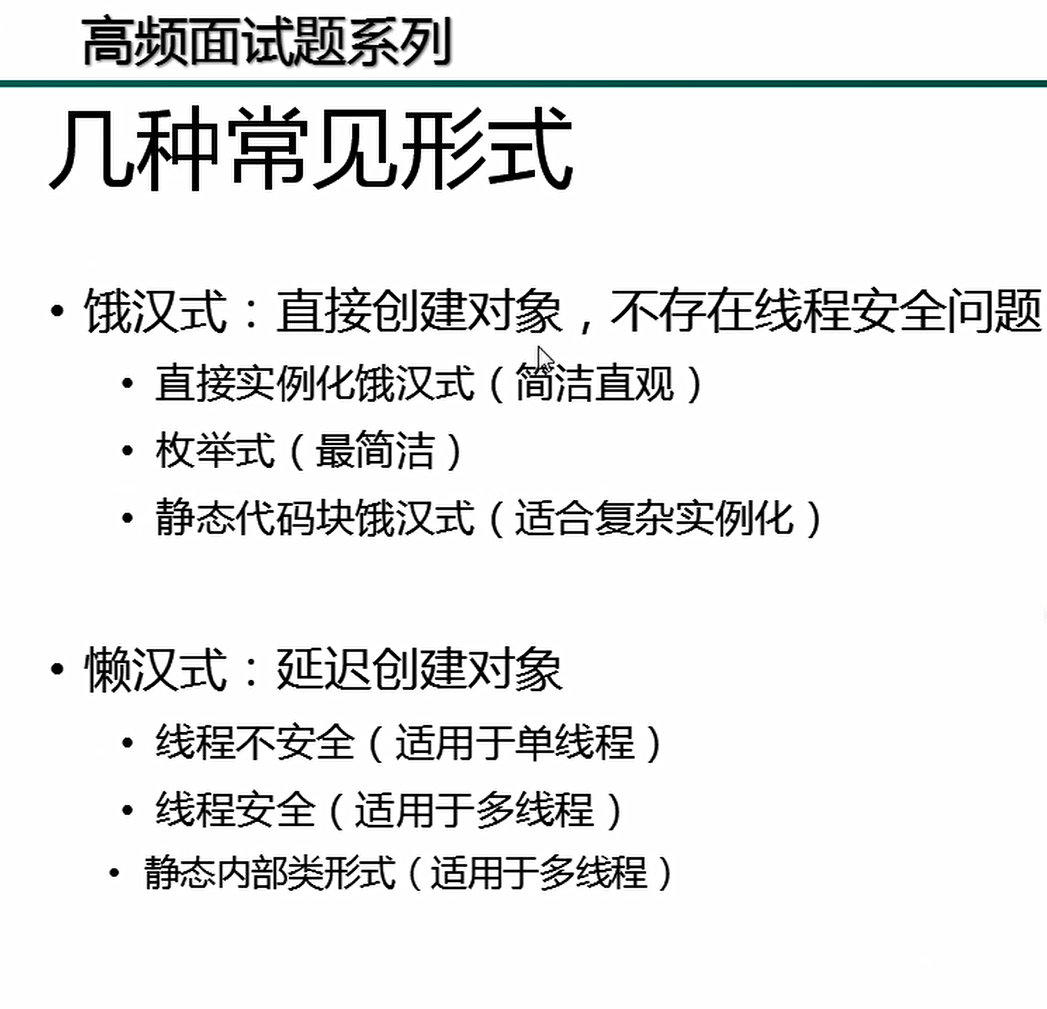 高频面试题系列
几种常见形式
• 饿汉式：直接创建对象，不存在线程安全问题
• 直接实例化饿汉式（简洁直观）
• 枚举式（最简洁）
• 静态代码块饿汉式（适合复杂实例化）
• 懒汉式：延迟创建对象
• 线程不安全（适用于单线程）
• 线程安全（适用于多线程）
• 静态内部类形式（适用于多线程）